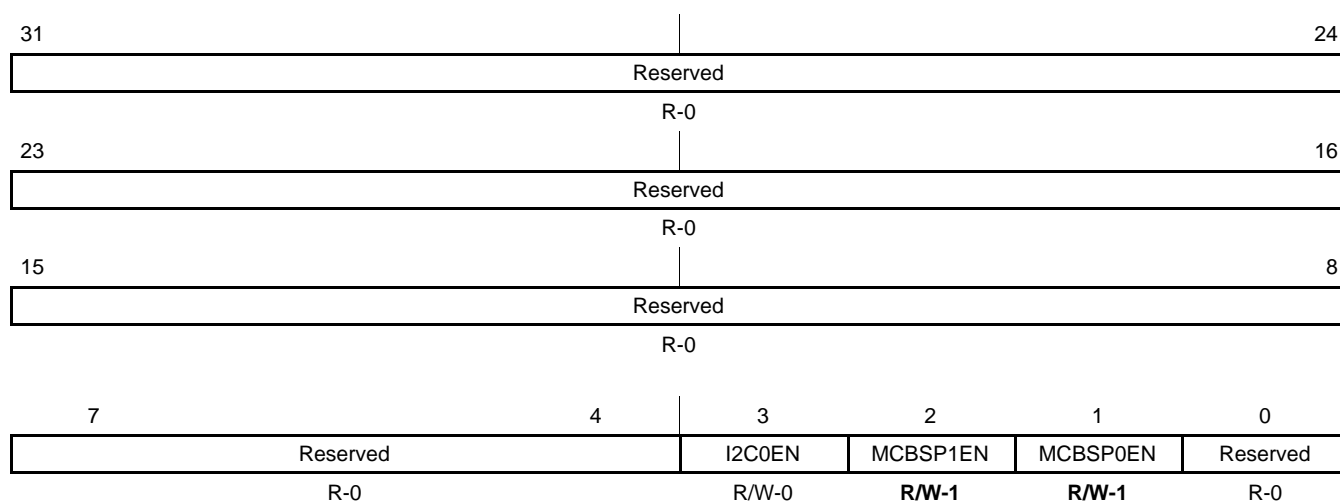 31 24
Reserved
R-0
23 16
Reserved
R-0
15 8
Reserved
R-0
7 4 3 2 1 0
Reserved I2C0EN MCBSP1EN MCBSP0EN Reserved
R-0 R/W-0 R/W-1 R/W-1 R-0